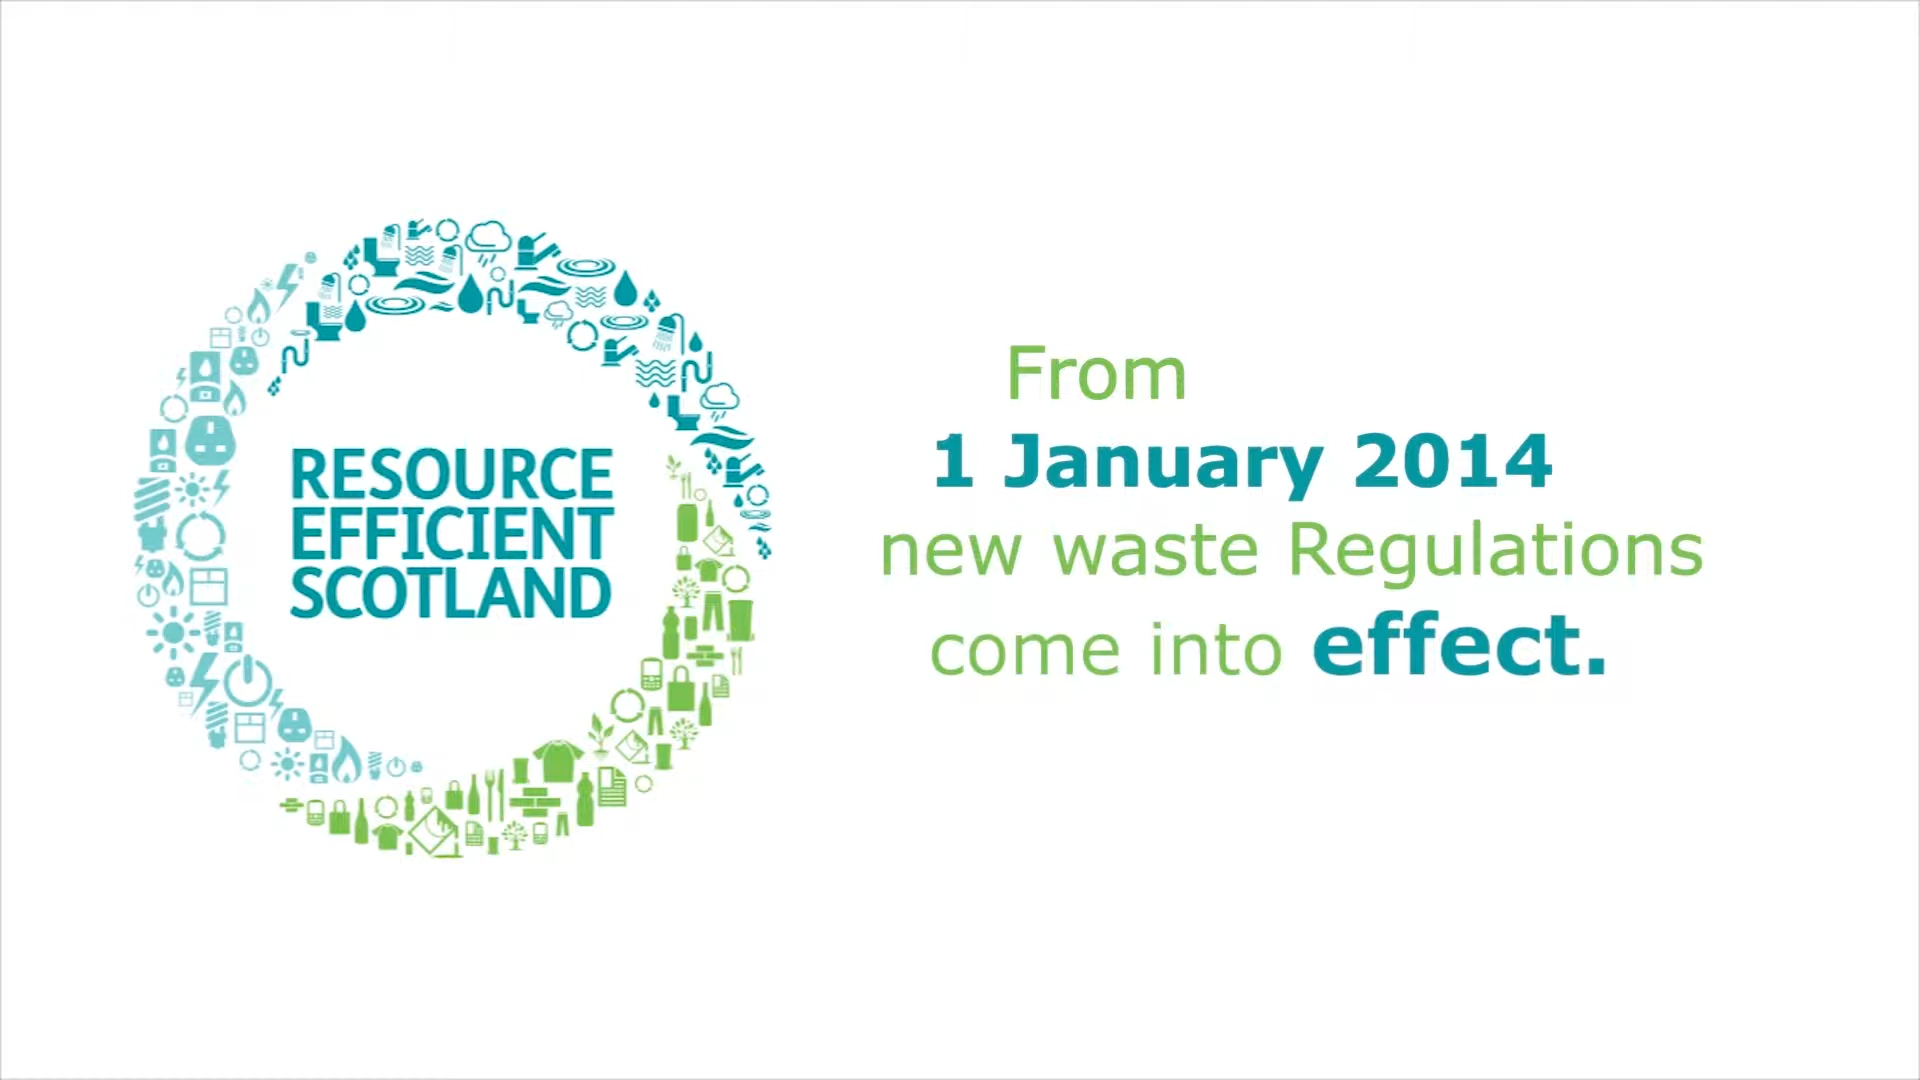 RESOURCE
EFFICIENT
SCOTLAND
From
1 January 2014
new waste Regulations
come into effect.